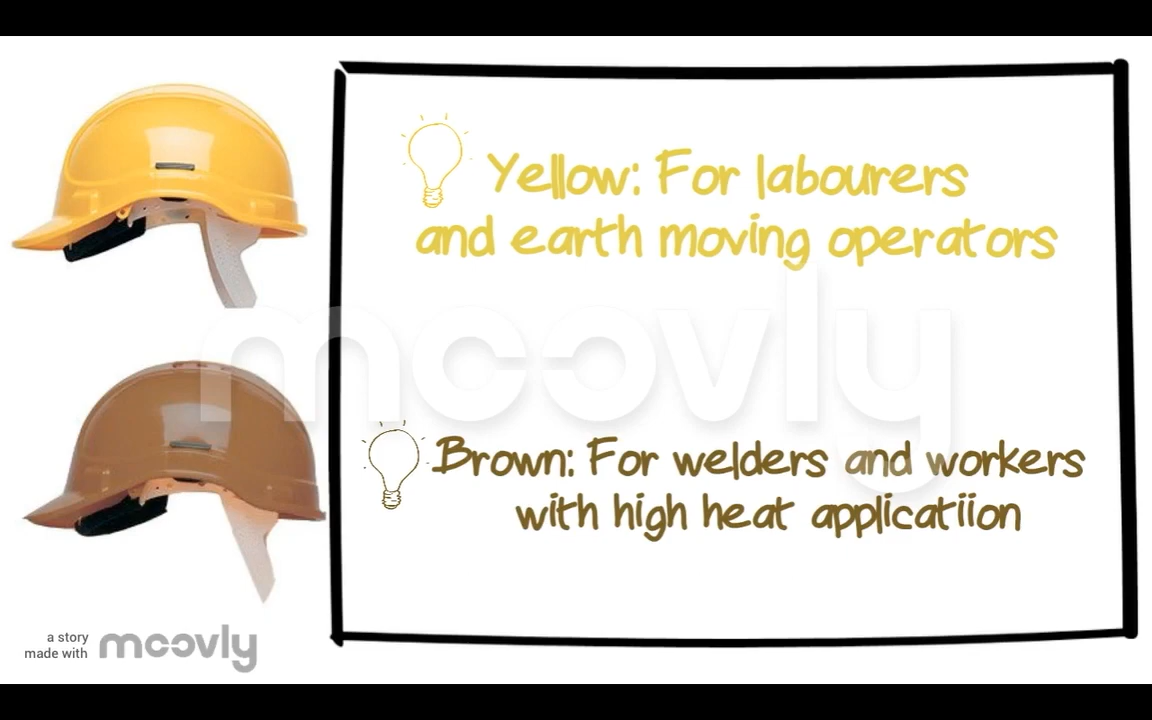 Yellow: For labourers
and earth moving operators
moovly
Brown: For welders and workers
with high heat applicatiion
a story
made with
moovly